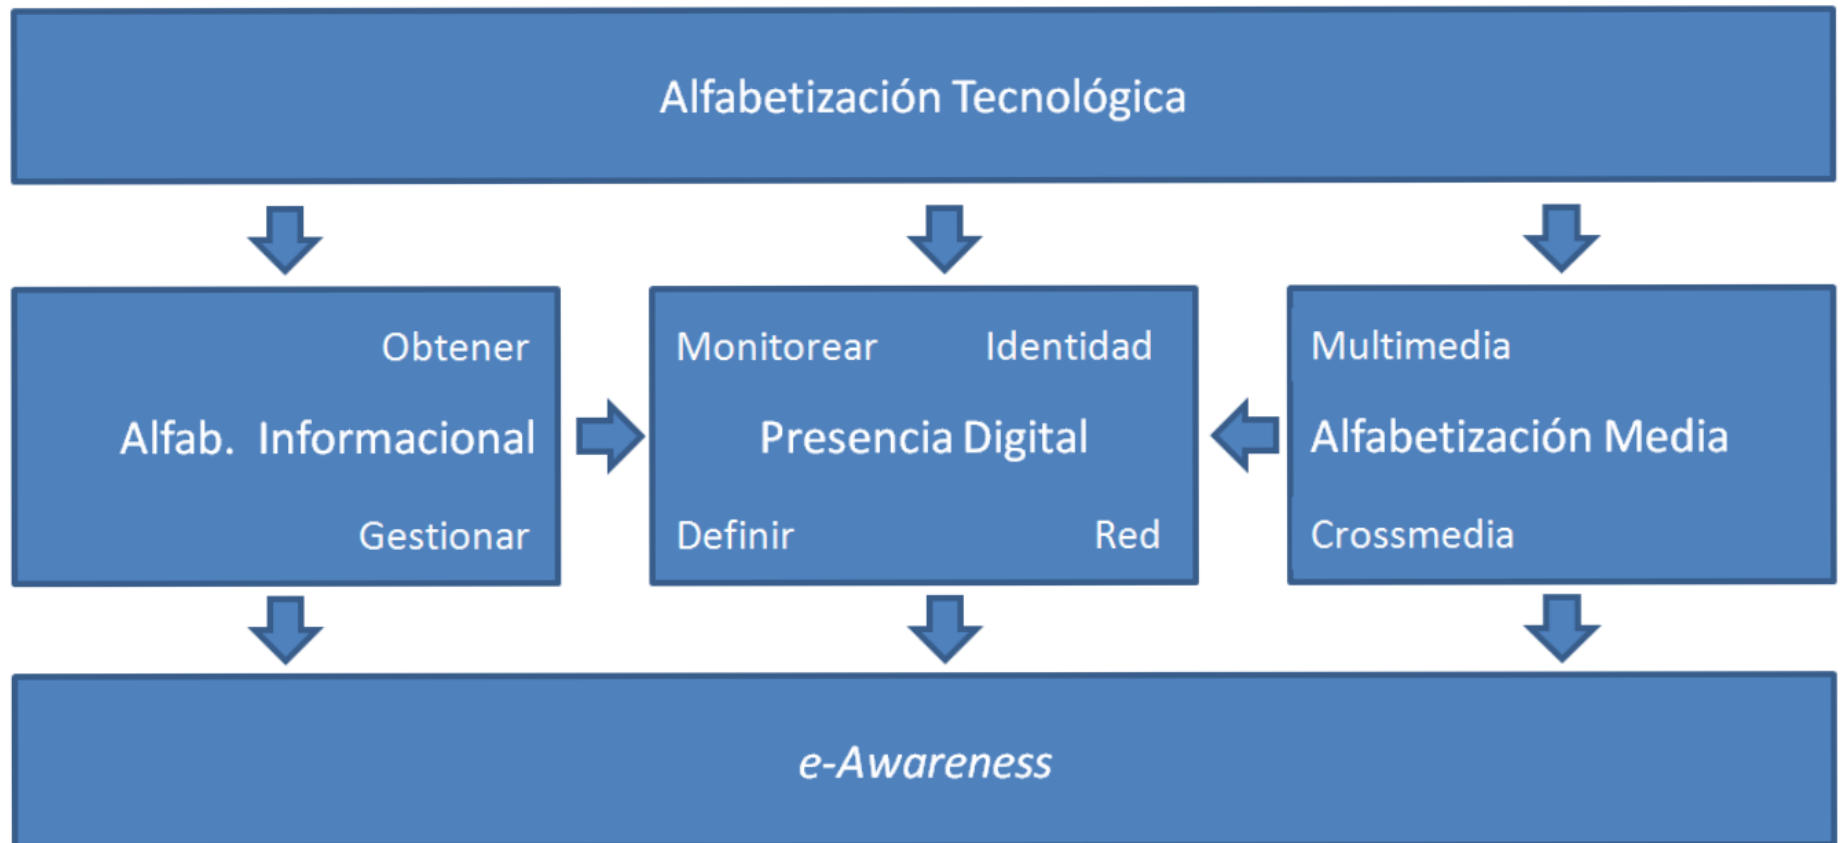 Alfabetización Tecnológica
Obtener
Alfab. Informacional
Gestionar
Monitorear Identidad
Presencia Digital
Definir Red
Multimedia
Alfabetización Media
Crossmedia
e-Awareness